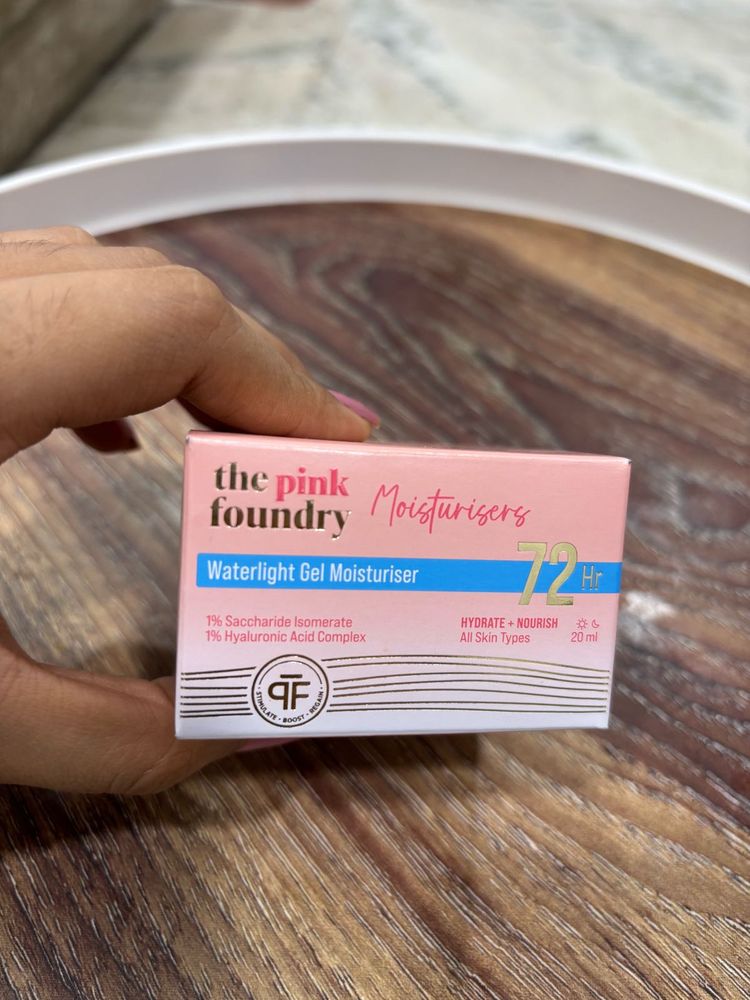 the pink
foundry
Moisturisers
Waterlight Gel Moisturiser
72 Hr
1% Saccharide Isomerate
1% Hyaluronic Acid Complex
HYDRATE + NOURISH
All Skin Types
20 ml
PF
STIMULATE • BOOST • REGAIN •